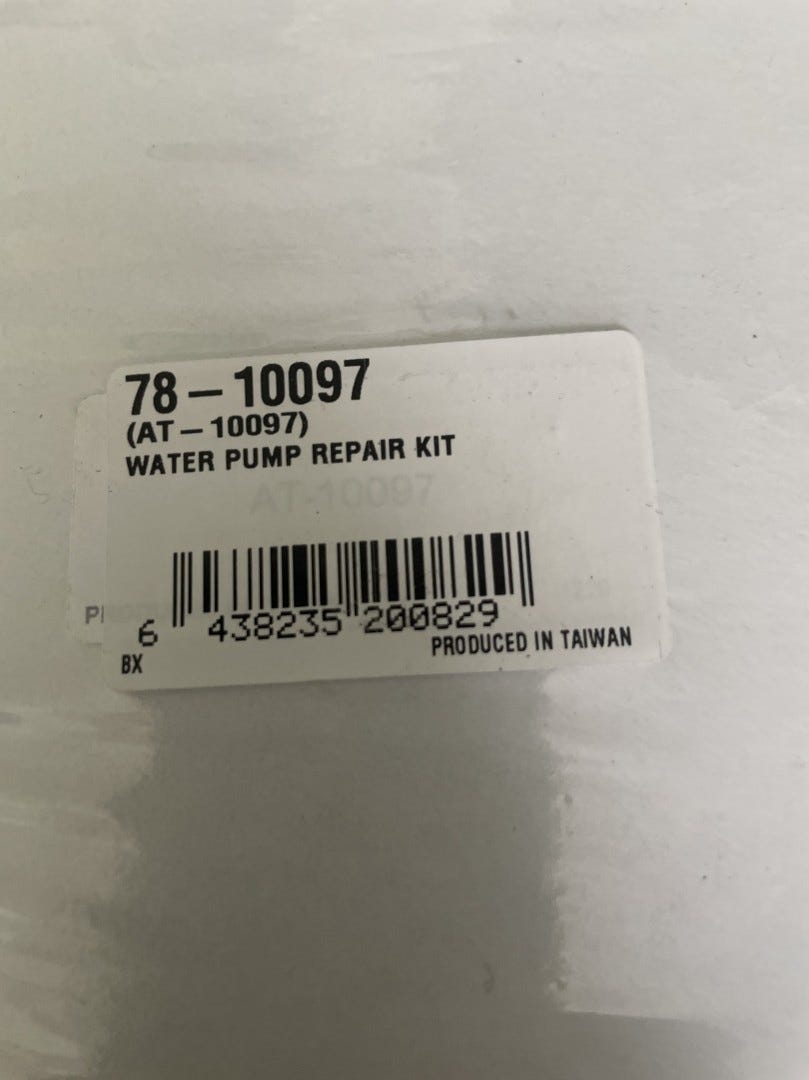 78-10097
(AT-10097)
WATER PUMP REPAIR KIT
AT-10097
6 438235 200829
BX
PRODUCED IN TAIWAN